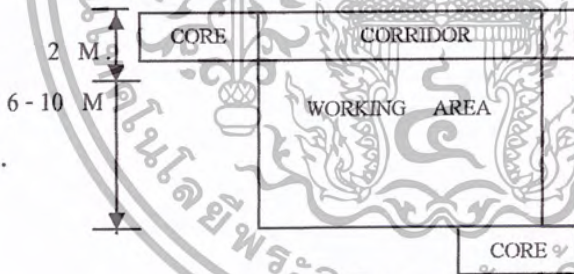 CORE CORRIDOR
2 M.
6 - 10 M
WORKING AREA
CORE